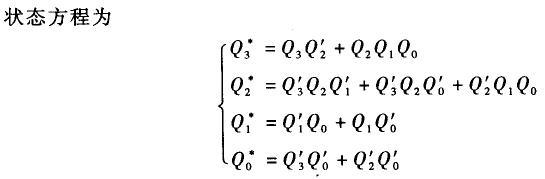 状态方程为
Q₃* = Q₃Q₂′ + Q₂Q₁Q₀
Q₂* = Q₃′Q₂Q₁′ + Q₃′Q₂Q₀′ + Q₂′Q₁Q₀
Q₁* = Q₁′Q₀ + Q₁Q₀′
Q₀* = Q₃′Q₀′ + Q₂′Q₀′